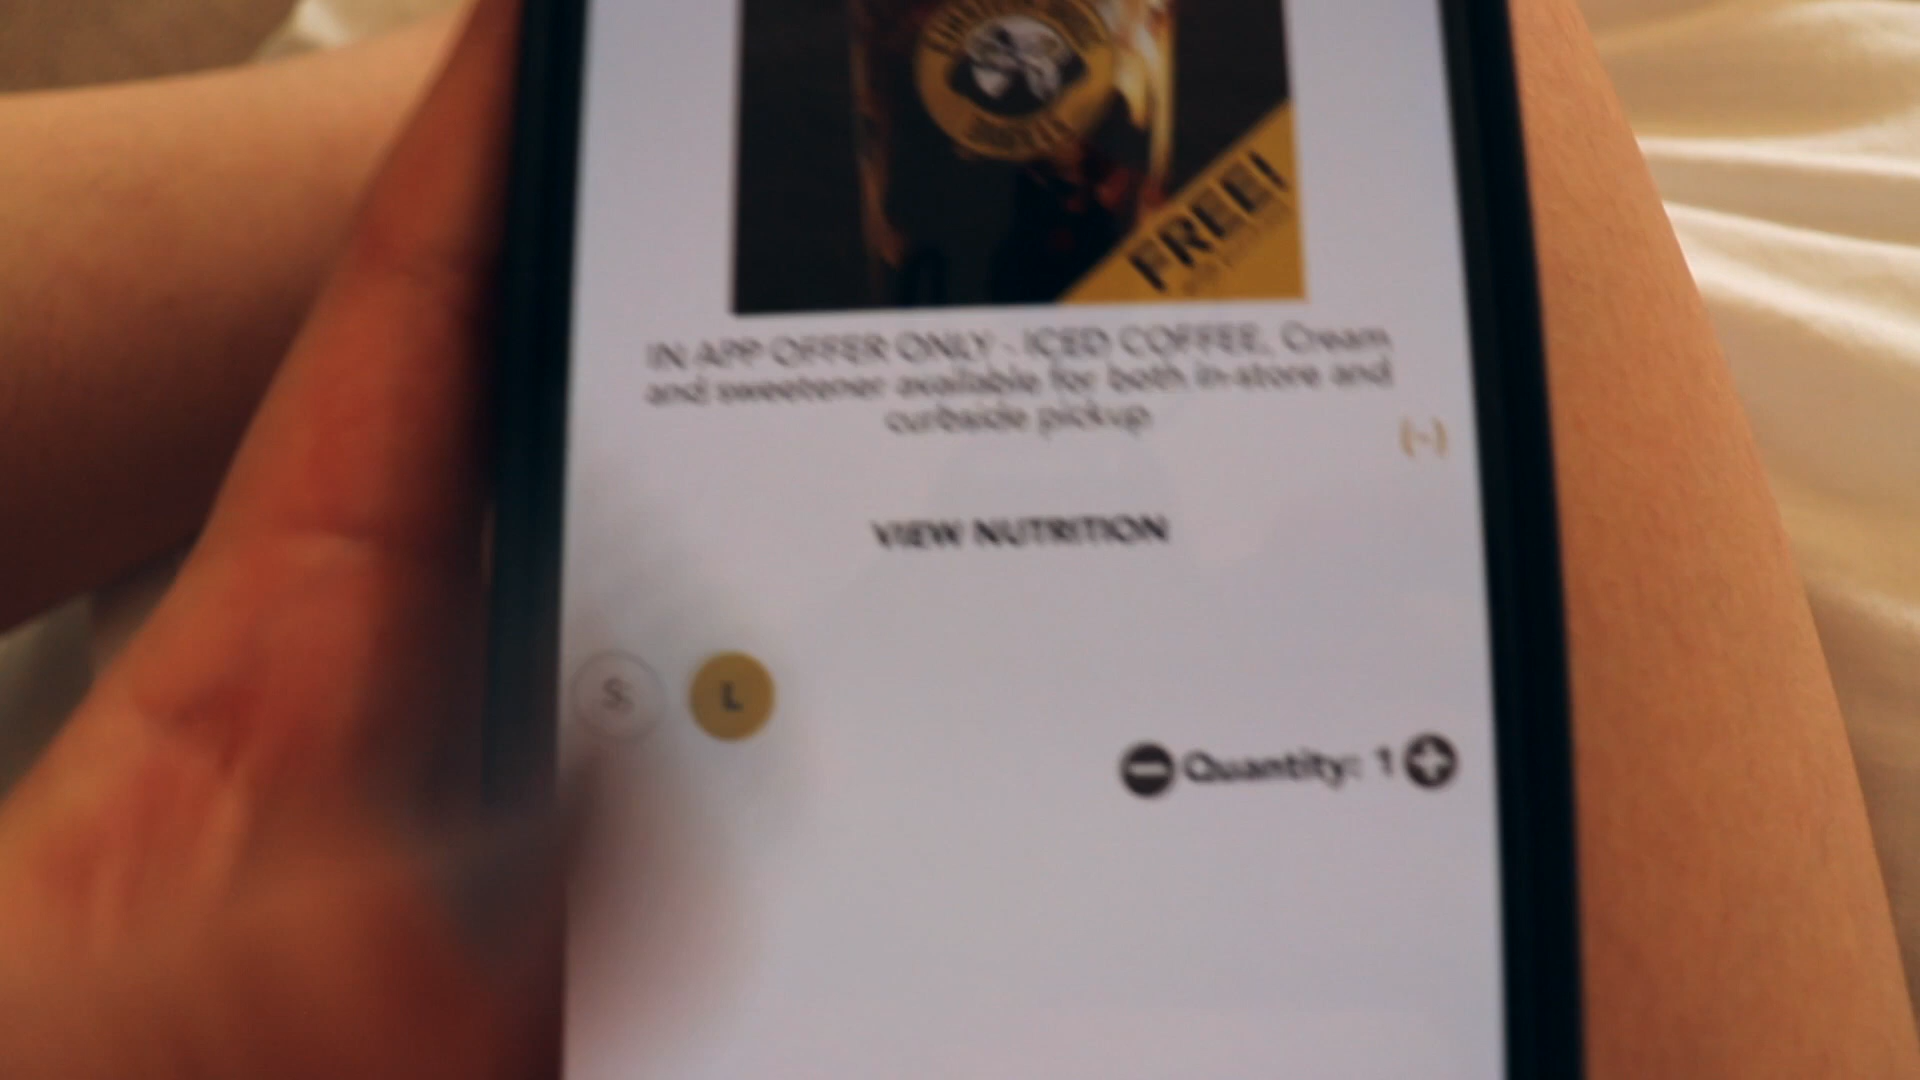 FREE!
IN APP OFFER ONLY - ICED COFFEE. Cream
and sweetener available for both in-store and
curbside pickup
(-)
VIEW NUTRITION
S L
Quantity: 1